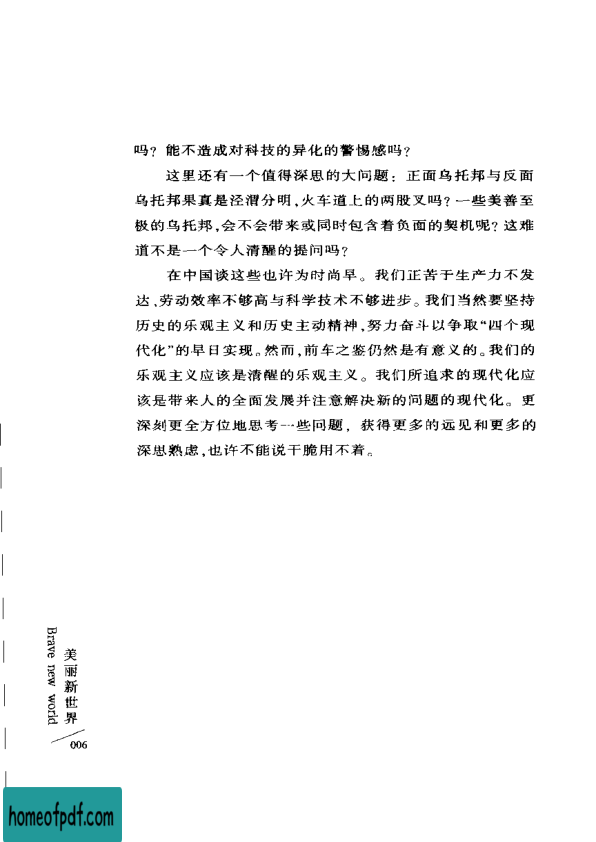 吗？能不造成对科技的异化的警惕感吗？
这里还有一个值得深思的大问题：正面乌托邦与反面
乌托邦果真是泾渭分明，火车道上的两股叉吗？一些美善至
极的乌托邦，会不会带来或同时包含着负面的契机呢？这难
道不是一个令人清醒的提问吗？
在中国谈这些也许为时尚早。我们正苦于生产力不发
达、劳动效率不够高与科学技术不够进步。我们当然要坚持
历史的乐观主义和历史主动精神，努力奋斗以争取“四个现
代化”的早日实现。然而，前车之鉴仍然是有意义的。我们的
乐观主义应该是清醒的乐观主义。我们所追求的现代化应
该是带来人的全面发展并注意解决新的问题的现代化。更
深刻更全方位地思考一些问题，获得更多的远见和更多的
深思熟虑，也许不能说干脆用不着。
美丽新世界
Brave new world
006
homeofpdf.com